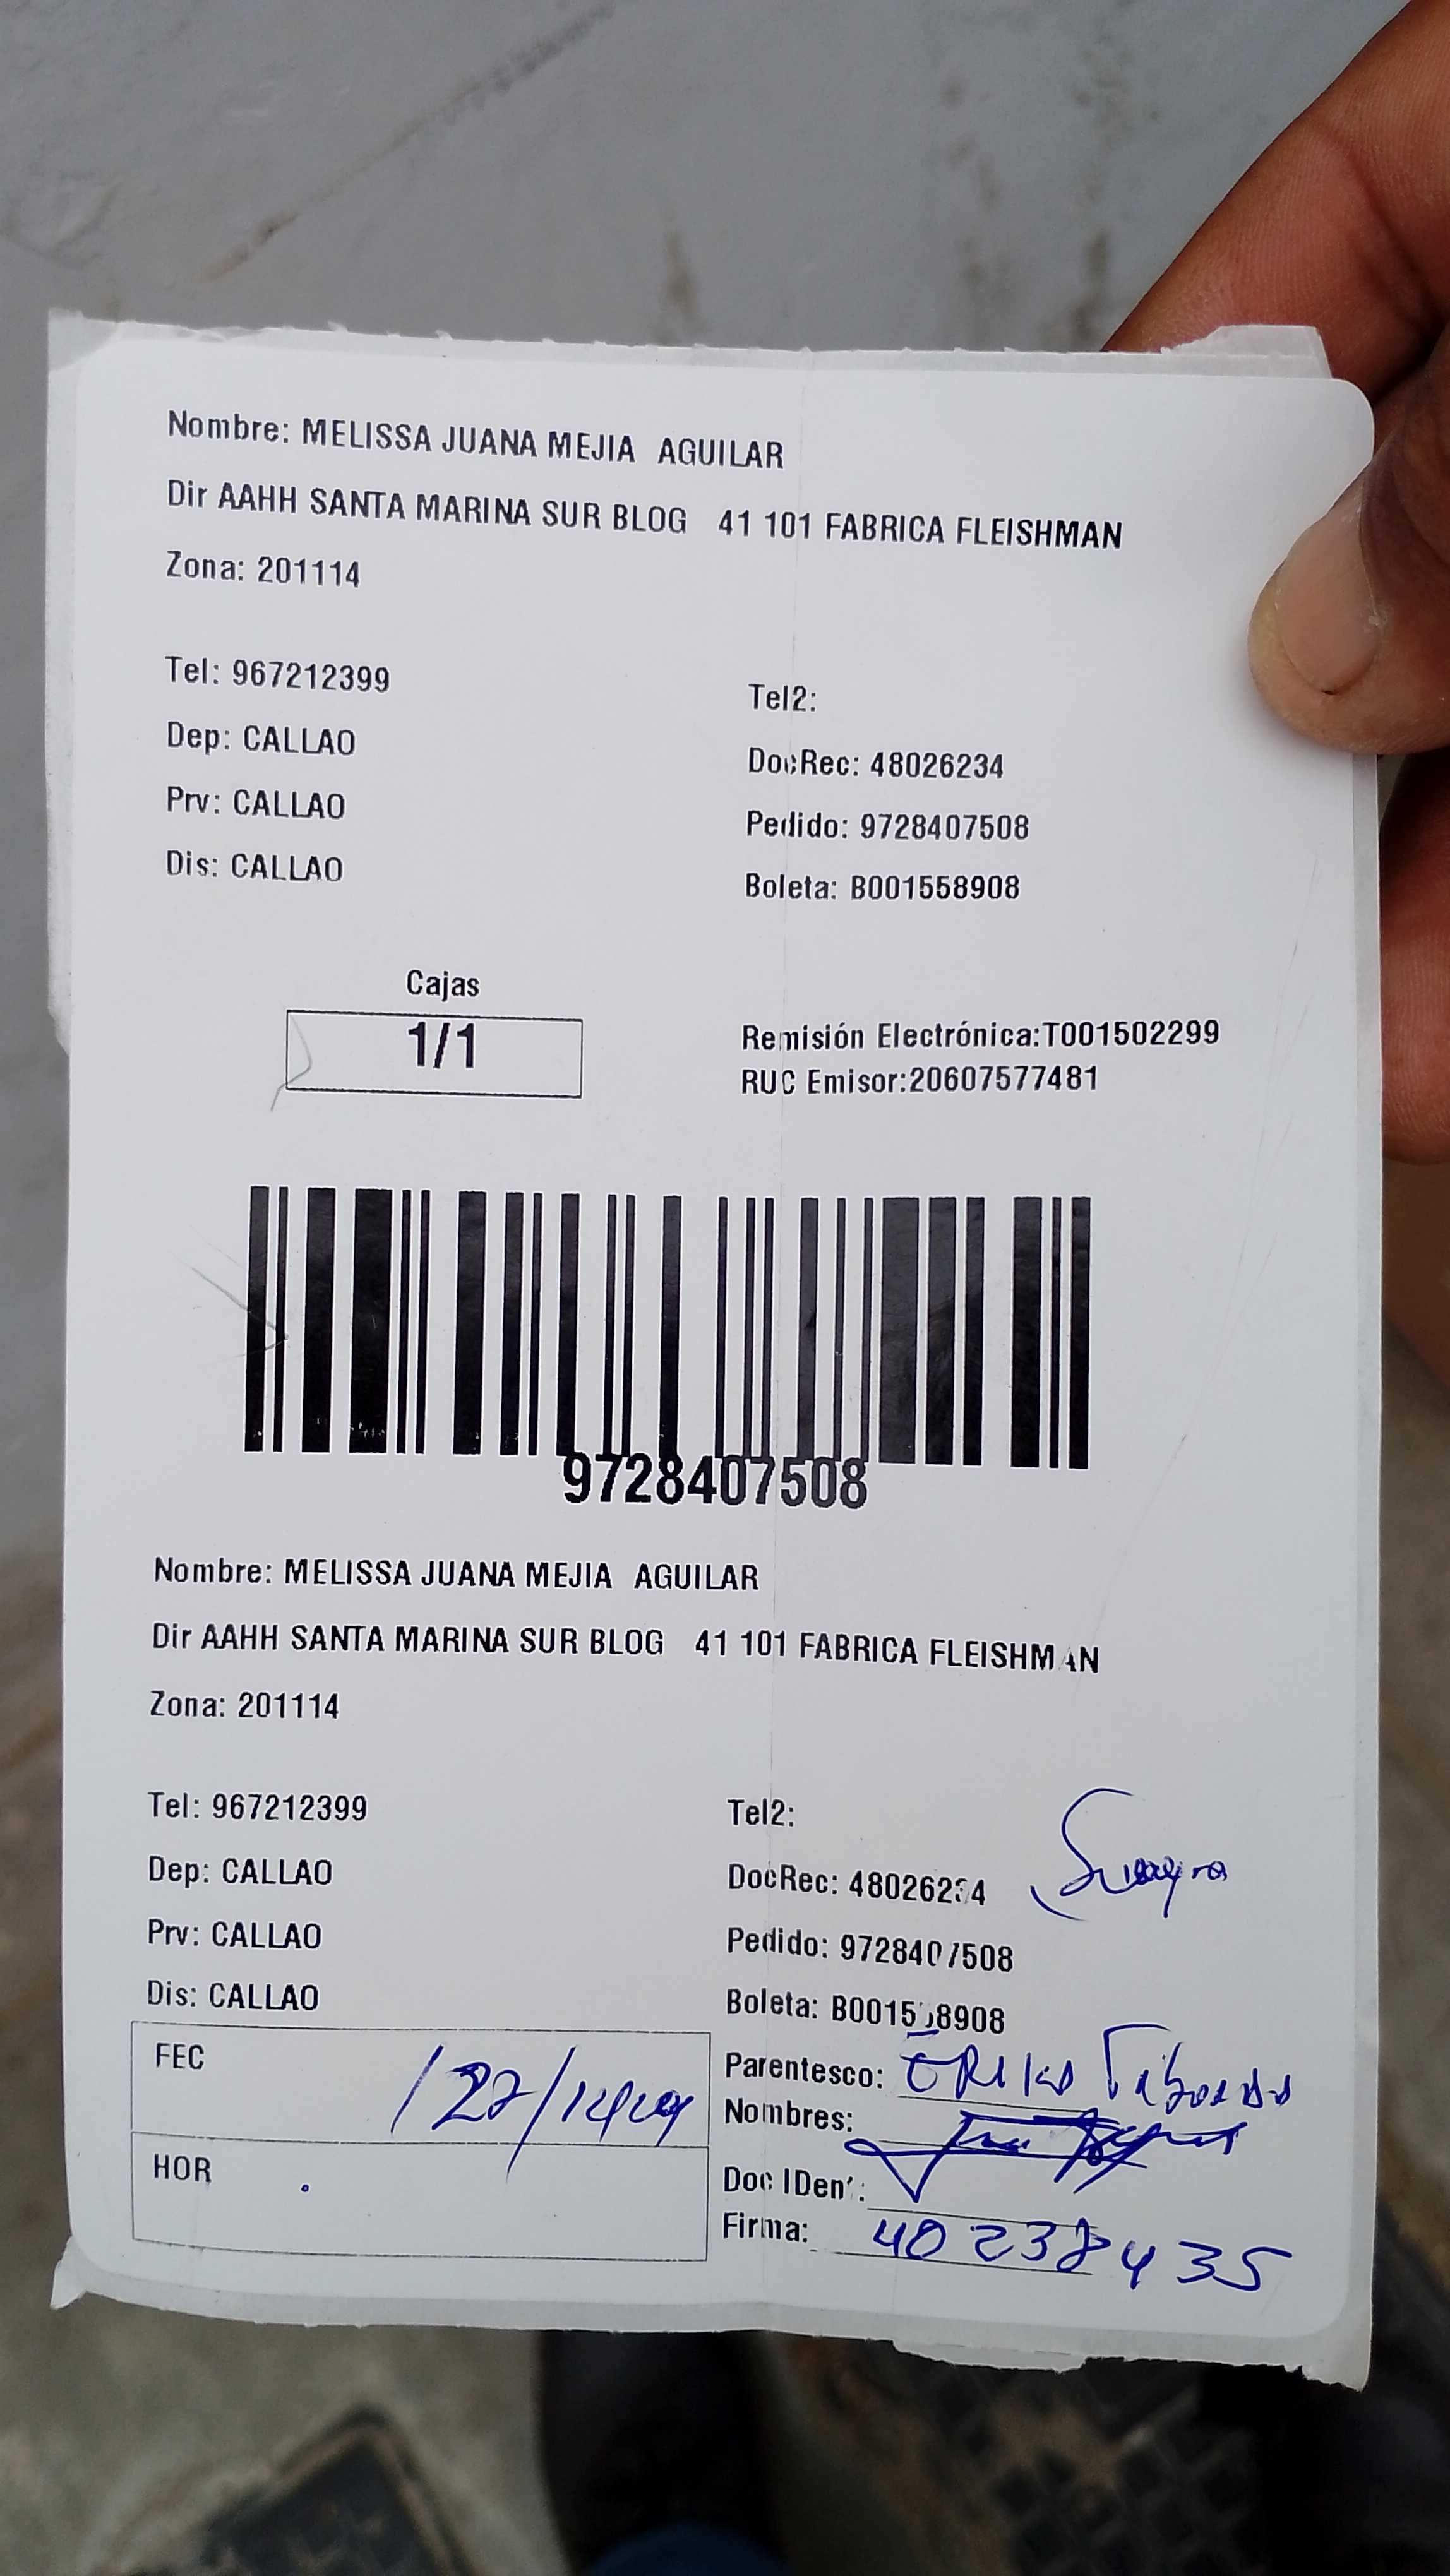 Nombre: MELISSA JUANA MEJIA AGUILAR
Dir AAHH SANTA MARINA SUR BLOG 41 101 FABRICA FLEISHMAN
Zona: 201114
Tel: 967212399
Tel2:
Dep: CALLAO
DocRec: 48026234
Prv: CALLAO
Pedido: 9728407508
Dis: CALLAO
Boleta: B001558908
Cajas
1/1
Remisión Electrónica:T001502299
RUC Emisor:20607577481
9728407508
Nombre: MELISSA JUANA MEJIA AGUILAR
Dir AAHH SANTA MARINA SUR BLOG 41 101 FABRICA FLEISHMAN
Zona: 201114
Tel: 967212399
Tel2:
Dep: CALLAO
DocRec: 48026234
Suegra
Prv: CALLAO
Pedido: 9728407508
Dis: CALLAO
Boleta: B001558908
FEC
Parentesco:
Nombres:
HOR
Doc IDent:
Firma: 40238435